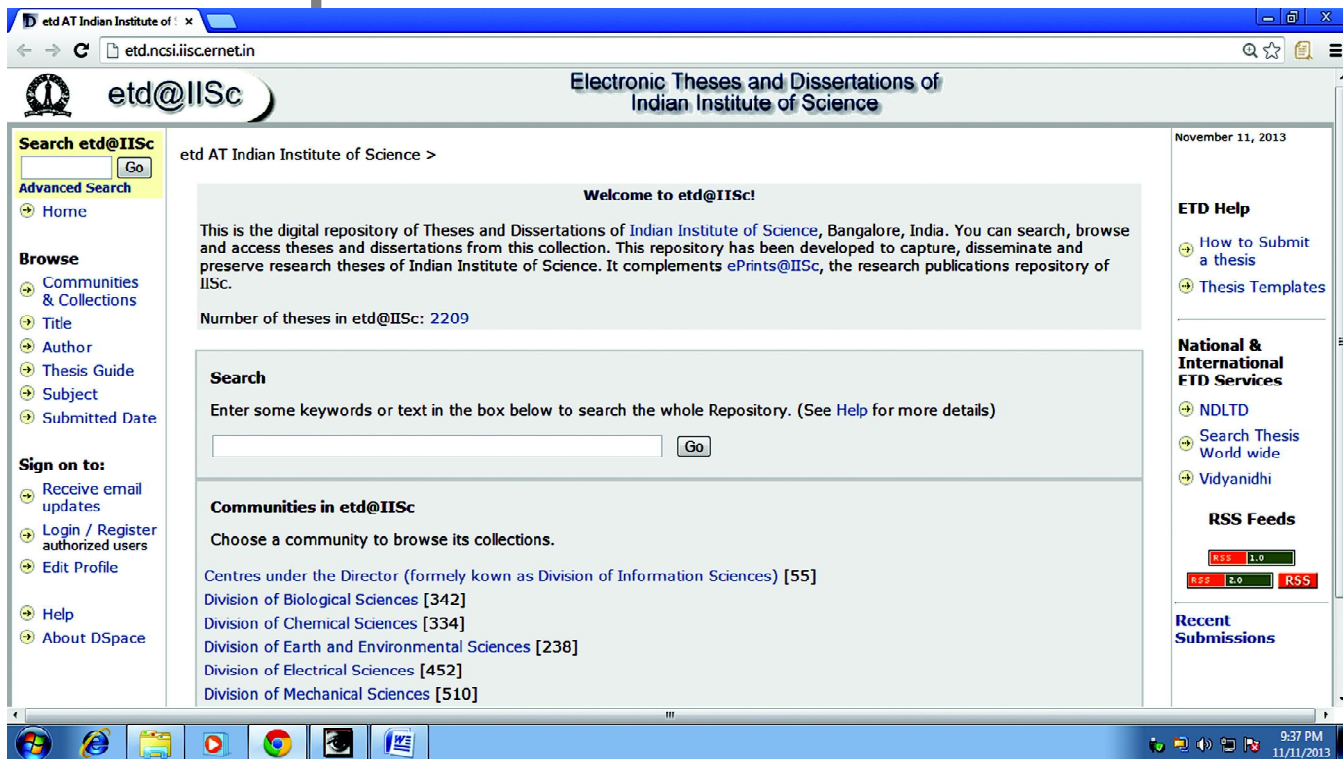 etd AT Indian Institute of S
etd.ncsi.iisc.ernet.in
etd@IISc
Electronic Theses and Dissertations of
Indian Institute of Science
Search etd@IISc
Go
Advanced Search
Home
Browse
Communities
& Collections
Title
Author
Thesis Guide
Subject
Submitted Date
Sign on to:
Receive email
updates
Login / Register
authorized users
Edit Profile
Help
About DSpace
etd AT Indian Institute of Science >
Welcome to etd@IISc!
This is the digital repository of Theses and Dissertations of Indian Institute of Science, Bangalore, India. You can search, browse
and access theses and dissertations from this collection. This repository has been developed to capture, disseminate and
preserve research theses of Indian Institute of Science. It complements ePrints@IISc, the research publications repository of
IISc.
Number of theses in etd@IISc: 2209
Search
Enter some keywords or text in the box below to search the whole Repository. (See Help for more details)
Go
Communities in etd@IISc
Choose a community to browse its collections.
Centres under the Director (formely kown as Division of Information Sciences) [55]
Division of Biological Sciences [342]
Division of Chemical Sciences [334]
Division of Earth and Environmental Sciences [238]
Division of Electrical Sciences [452]
Division of Mechanical Sciences [510]
November 11, 2013
ETD Help
How to Submit
a thesis
Thesis Templates
National &
International
ETD Services
NDLTD
Search Thesis
World wide
Vidyanidhi
RSS Feeds
RSS 1.0
RSS 2.0 RSS
Recent
Submissions
9:37 PM
11/11/2013